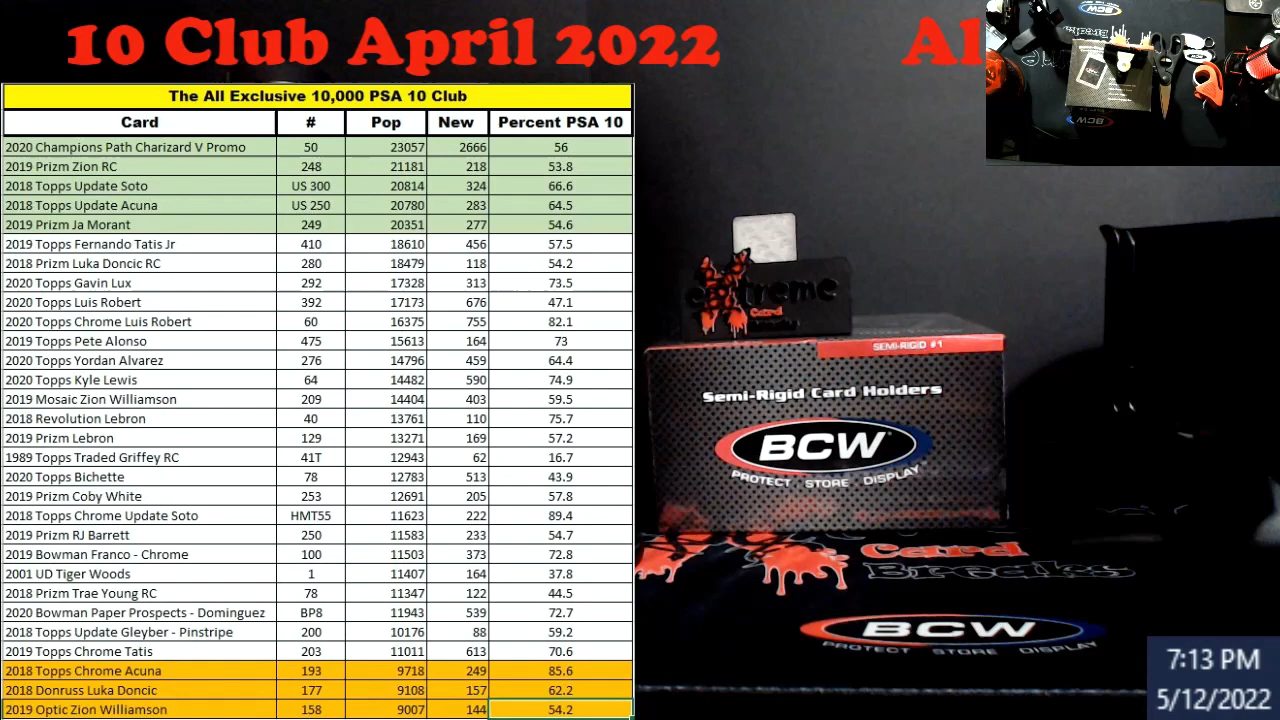 10 Club April 2022
Al
The All Exclusive 10,000 PSA 10 Club
Card # Pop New Percent PSA 10
2020 Champions Path Charizard V Promo 50 23057 2666 56
2019 Prizm Zion RC 248 21181 218 53.8
2018 Topps Update Soto US 300 20814 324 66.6
2018 Topps Update Acuna US 250 20780 283 64.5
2019 Prizm Ja Morant 249 20351 277 54.6
2019 Topps Fernando Tatis Jr 410 18610 456 57.5
2018 Prizm Luka Doncic RC 280 18479 118 54.2
2020 Topps Gavin Lux 292 17328 313 73.5
2020 Topps Luis Robert 392 17173 676 47.1
2020 Topps Chrome Luis Robert 60 16375 755 82.1
2019 Topps Pete Alonso 475 15613 164 73
2020 Topps Yordan Alvarez 276 14796 459 64.4
2020 Topps Kyle Lewis 64 14482 590 74.9
2019 Mosaic Zion Williamson 209 14404 403 59.5
2018 Revolution Lebron 40 13761 110 75.7
2019 Prizm Lebron 129 13271 169 57.2
1989 Topps Traded Griffey RC 41T 12943 62 16.7
2020 Topps Bichette 78 12783 513 43.9
2019 Prizm Coby White 253 12691 205 57.8
2018 Topps Chrome Update Soto HMT55 11623 222 89.4
2019 Prizm RJ Barrett 250 11583 233 54.7
2019 Bowman Franco - Chrome 100 11503 373 72.8
2001 UD Tiger Woods 1 11407 164 37.8
2018 Prizm Trae Young RC 78 11347 122 44.5
2020 Bowman Paper Prospects - Dominguez BP8 11943 539 72.7
2018 Topps Update Gleyber - Pinstripe 200 10176 88 59.2
2019 Topps Chrome Tatis 203 11011 613 70.6
2018 Topps Chrome Acuna 193 9718 249 85.6
2018 Donruss Luka Doncic 177 9108 157 62.2
2019 Optic Zion Williamson 158 9007 144 54.2
BCW
BCW
extreme
Card
SEMI-RIGID #1
Semi-Rigid Card Holders
BCW
PROTECT STORE DISPLAY
Card
Breaks
BCW
PROTECT STORE DISPLAY
7:13 PM
5/12/2022